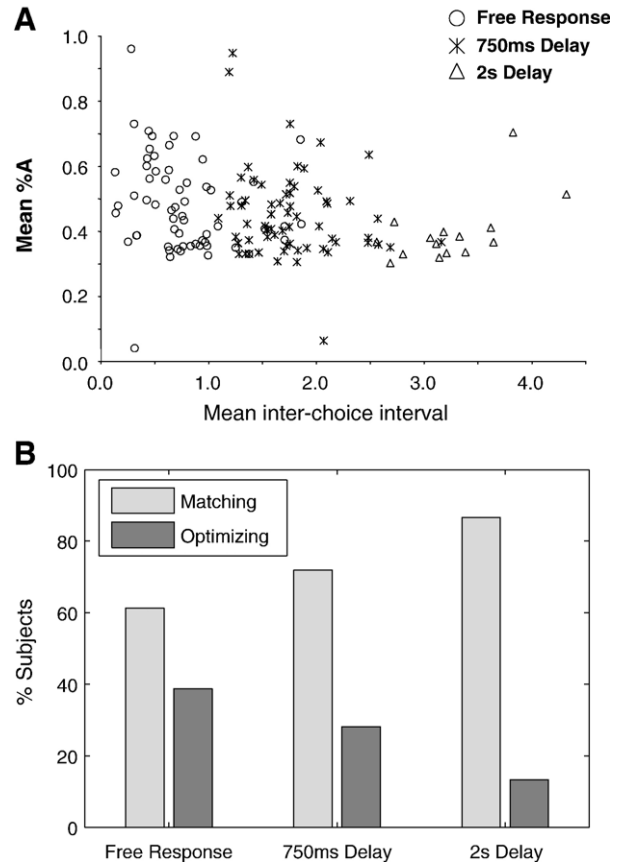 A
Free Response
750ms Delay
2s Delay
1.0
0.8
0.6
0.4
0.2
0.0
Mean %A
0.0 1.0 2.0 3.0 4.0
Mean inter-choice interval
B
100
80
60
40
20
0
% Subjects
Matching
Optimizing
Free Response 750ms Delay 2s Delay